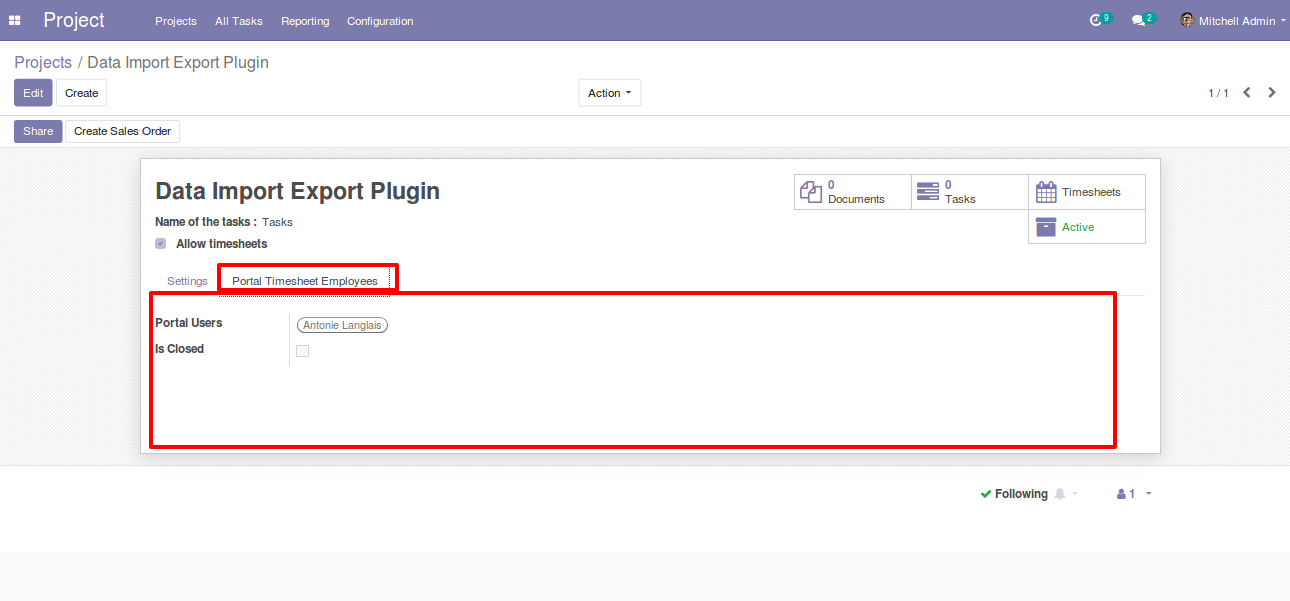 Project Projects All Tasks Reporting Configuration 9 2 Mitchell Admin
Projects / Data Import Export Plugin
Edit Create Action 1 / 1
Share Create Sales Order
Data Import Export Plugin
0 Documents
0 Tasks
Timesheets
Name of the tasks : Tasks
Active
Allow timesheets
Settings Portal Timesheet Employees
Portal Users Antonie Langlais
Is Closed
Following 1